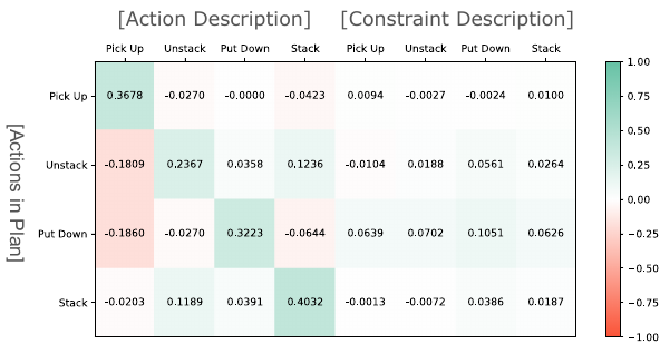 [Action Description] [Constraint Description]
Pick Up Unstack Put Down Stack Pick Up Unstack Put Down Stack
[Actions in Plan]
Pick Up 0.3678 -0.0270 -0.0000 -0.0423 0.0094 -0.0027 -0.0024 0.0100
Unstack -0.1809 0.2367 0.0358 0.1236 -0.0104 0.0188 0.0561 0.0264
Put Down -0.1860 -0.0270 0.3223 -0.0644 0.0639 0.0702 0.1051 0.0626
Stack -0.0203 0.1189 0.0391 0.4032 -0.0013 -0.0072 0.0386 0.0187
1.00
0.75
0.50
0.25
0.00
−0.25
−0.50
−0.75
−1.00